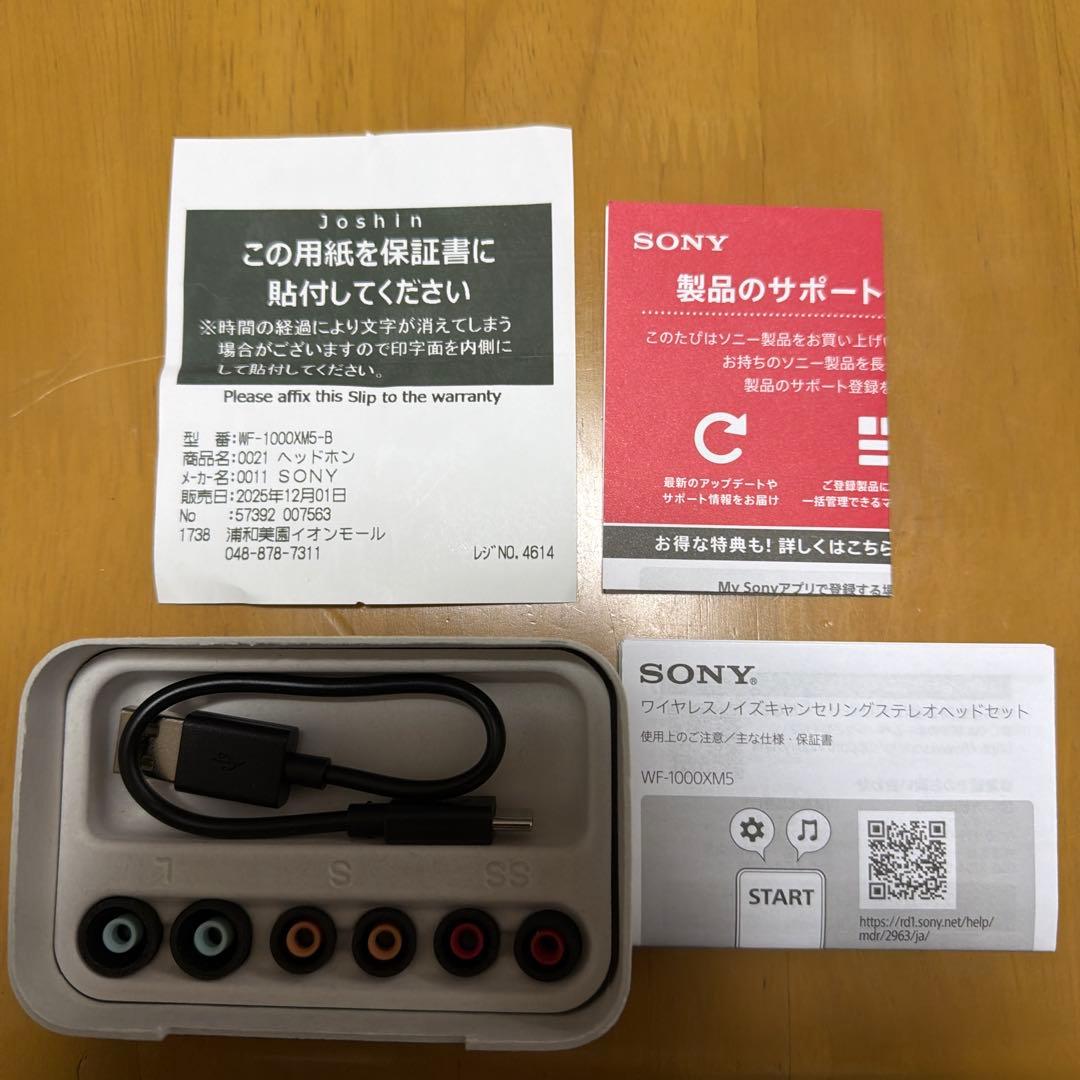 Joshin
この用紙を保証書に
貼付してください
※時間の経過により文字が消えてしまう
場合がございますので印字面を内側に
して貼付してください。
Please affix this Slip to the warranty
型 番:WF-1000XM5-B
商品名:0021 ヘッドホン
メーカー名:0011 SONY
販売日:2025年12月01日
No :57392 007563
1738 浦和美園イオンモール
048-878-7311
レジNO.4614
SONY
製品のサポート
このたびはソニー製品をお買い上げ
お持ちのソニー製品を長
製品のサポート登録を
最新のアップデートや
サポート情報をお届け
ご登録製品に
一括管理できるマ
お得な特典も! 詳しくはこちら
My Sonyアプリで登録する場
SONY®
ワイヤレスノイズキャンセリングステレオヘッドセット
使用上のご注意/主な仕様・保証書
WF-1000XM5
START
https://rd1.sony.net/help/
mdr/2963/ja/
L
S
SS